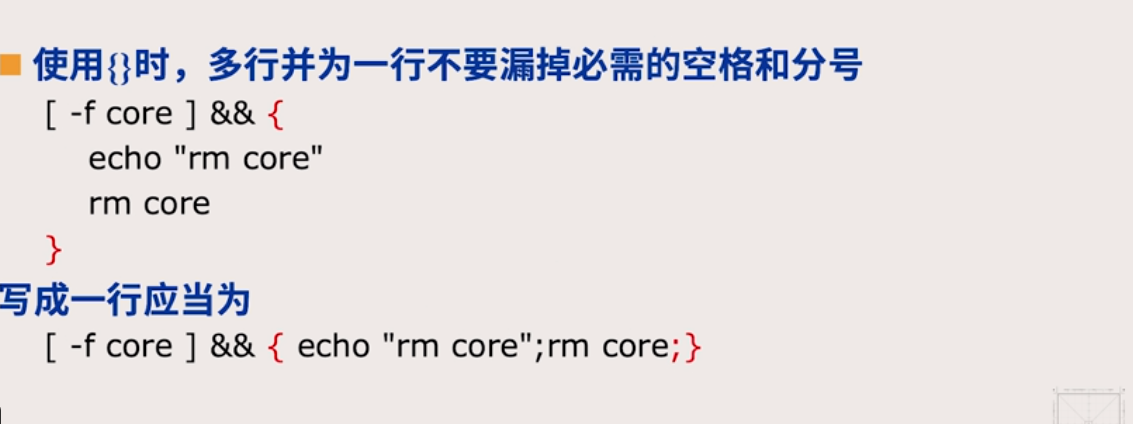 使用{}时，多行并为一行不要漏掉必需的空格和分号
[ -f core ] && {
echo "rm core"
rm core
}
写成一行应当为
[ -f core ] && { echo "rm core";rm core;}